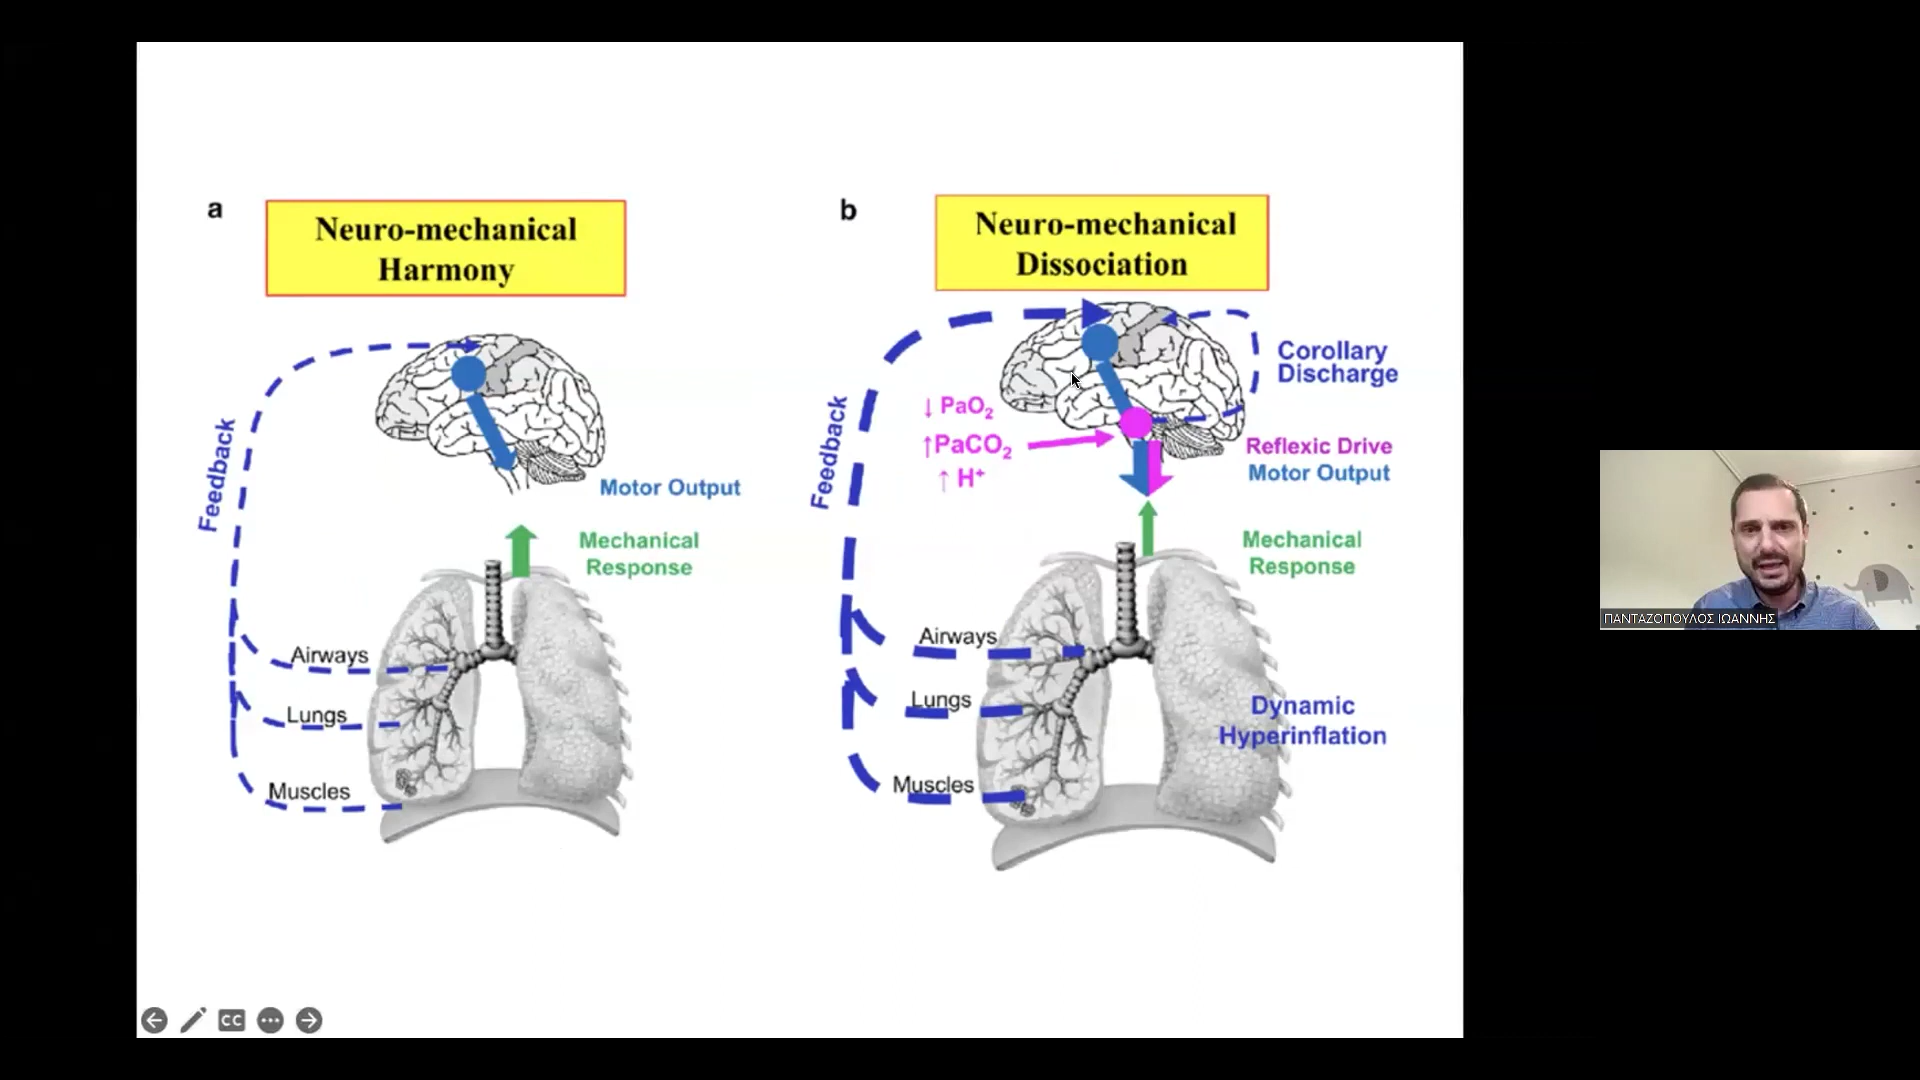 a
Neuro-mechanical
Harmony
Feedback
Motor Output
Mechanical
Response
Airways
Lungs
Muscles
b
Neuro-mechanical
Dissociation
Corollary
Discharge
Feedback
↓ PaO₂
↑PaCO₂
↑ H⁺
Reflexic Drive
Motor Output
Mechanical
Response
Airways
Lungs
Muscles
Dynamic
Hyperinflation
CC
ΠΑΝΤΑΖΟΠΟΥΛΟΣ ΙΩΑΝΝΗΣ